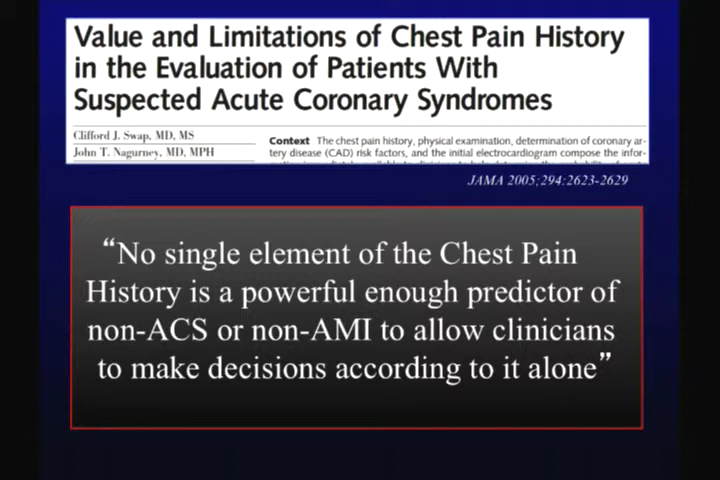 Value and Limitations of Chest Pain History
in the Evaluation of Patients With
Suspected Acute Coronary Syndromes
Clifford J. Swap, MD, MS
John T. Nagurney, MD, MPH
Context The chest pain history, physical examination, determination of coronary ar-
tery disease (CAD) risk factors, and the initial electrocardiogram compose the infor-
JAMA 2005;294:2623-2629
“No single element of the Chest Pain
History is a powerful enough predictor of
non-ACS or non-AMI to allow clinicians
to make decisions according to it alone”